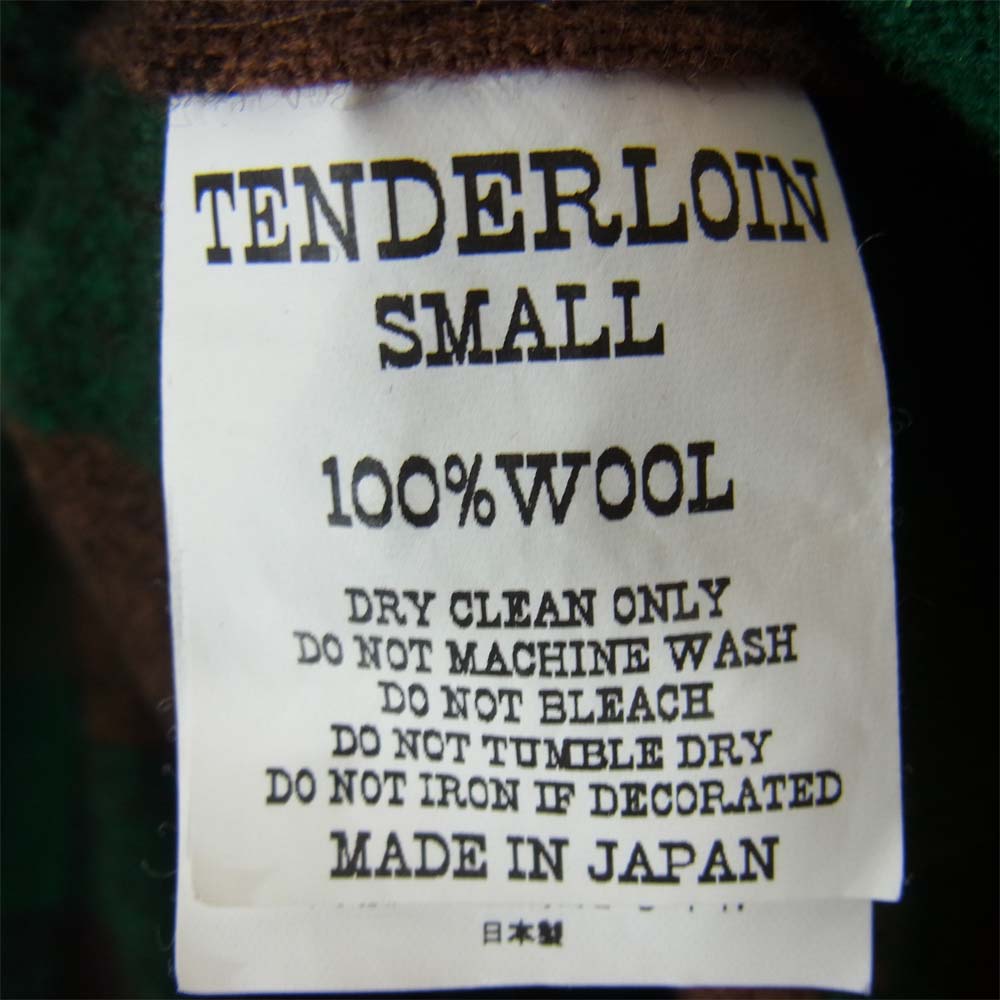 TENDERLOIN
SMALL
100%WOOL
DRY CLEAN ONLY
DO NOT MACHINE WASH
DO NOT BLEACH
DO NOT TUMBLE DRY
DO NOT IRON IF DECORATED
MADE IN JAPAN
日本製